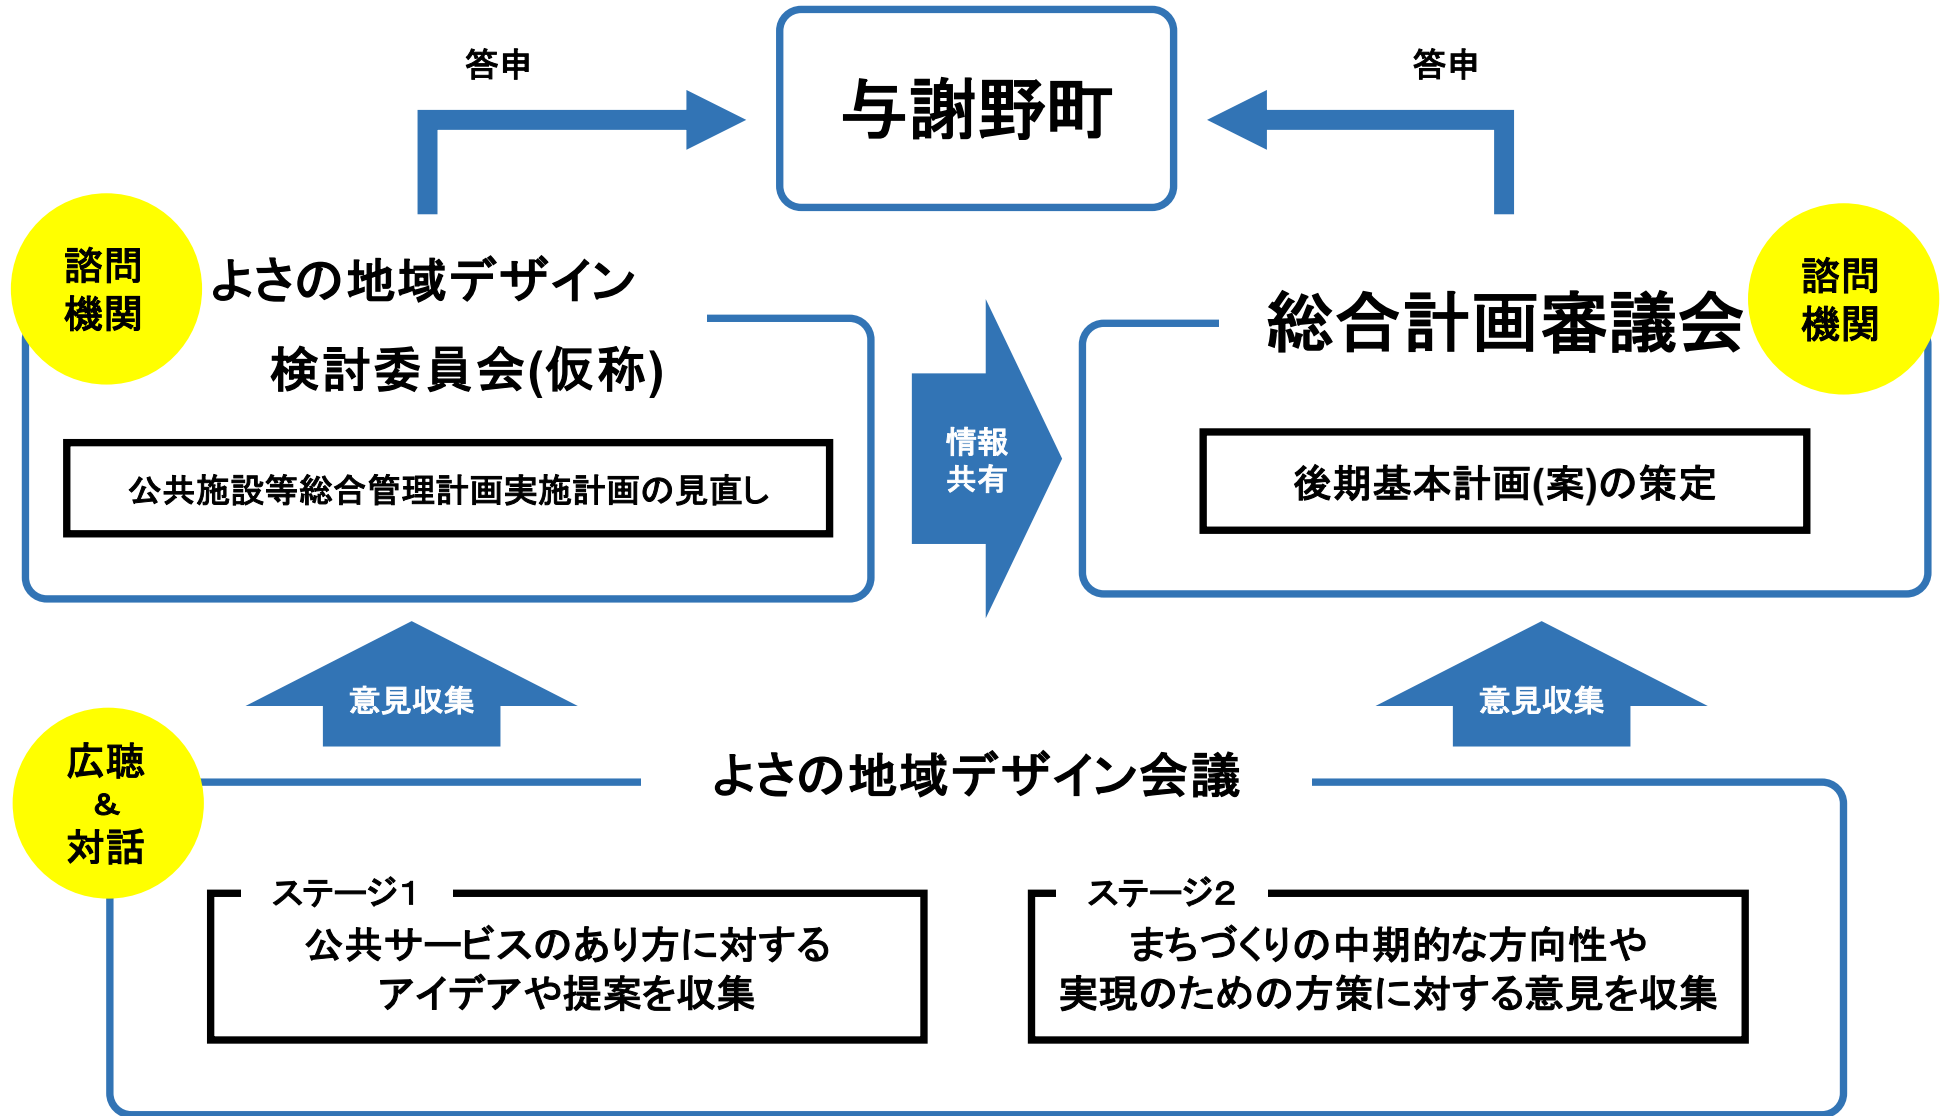 与謝野町
答申
答申
諮問
機関
よさの地域デザイン
検討委員会(仮称)
公共施設等総合管理計画実施計画の見直し
情報
共有
総合計画審議会
諮問
機関
後期基本計画(案)の策定
意見収集
意見収集
広聴
&
対話
よさの地域デザイン会議
ステージ１
公共サービスのあり方に対する
アイデアや提案を収集
ステージ２
まちづくりの中期的な方向性や
実現のための方策に対する意見を収集